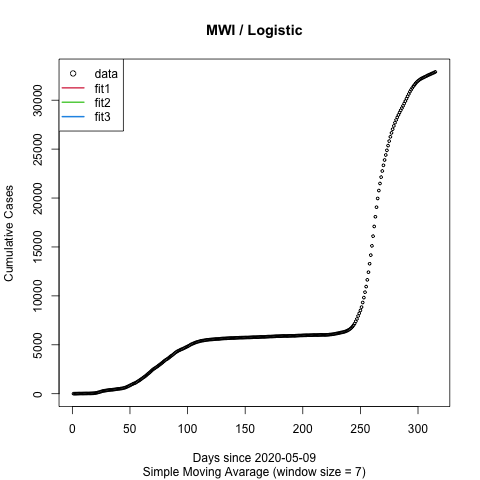 MWI / Logistic
data
fit1
fit2
fit3
Cumulative Cases
30000
25000
20000
15000
10000
5000
0
0 50 100 150 200 250 300
Days since 2020-05-09
Simple Moving Avarage (window size = 7)